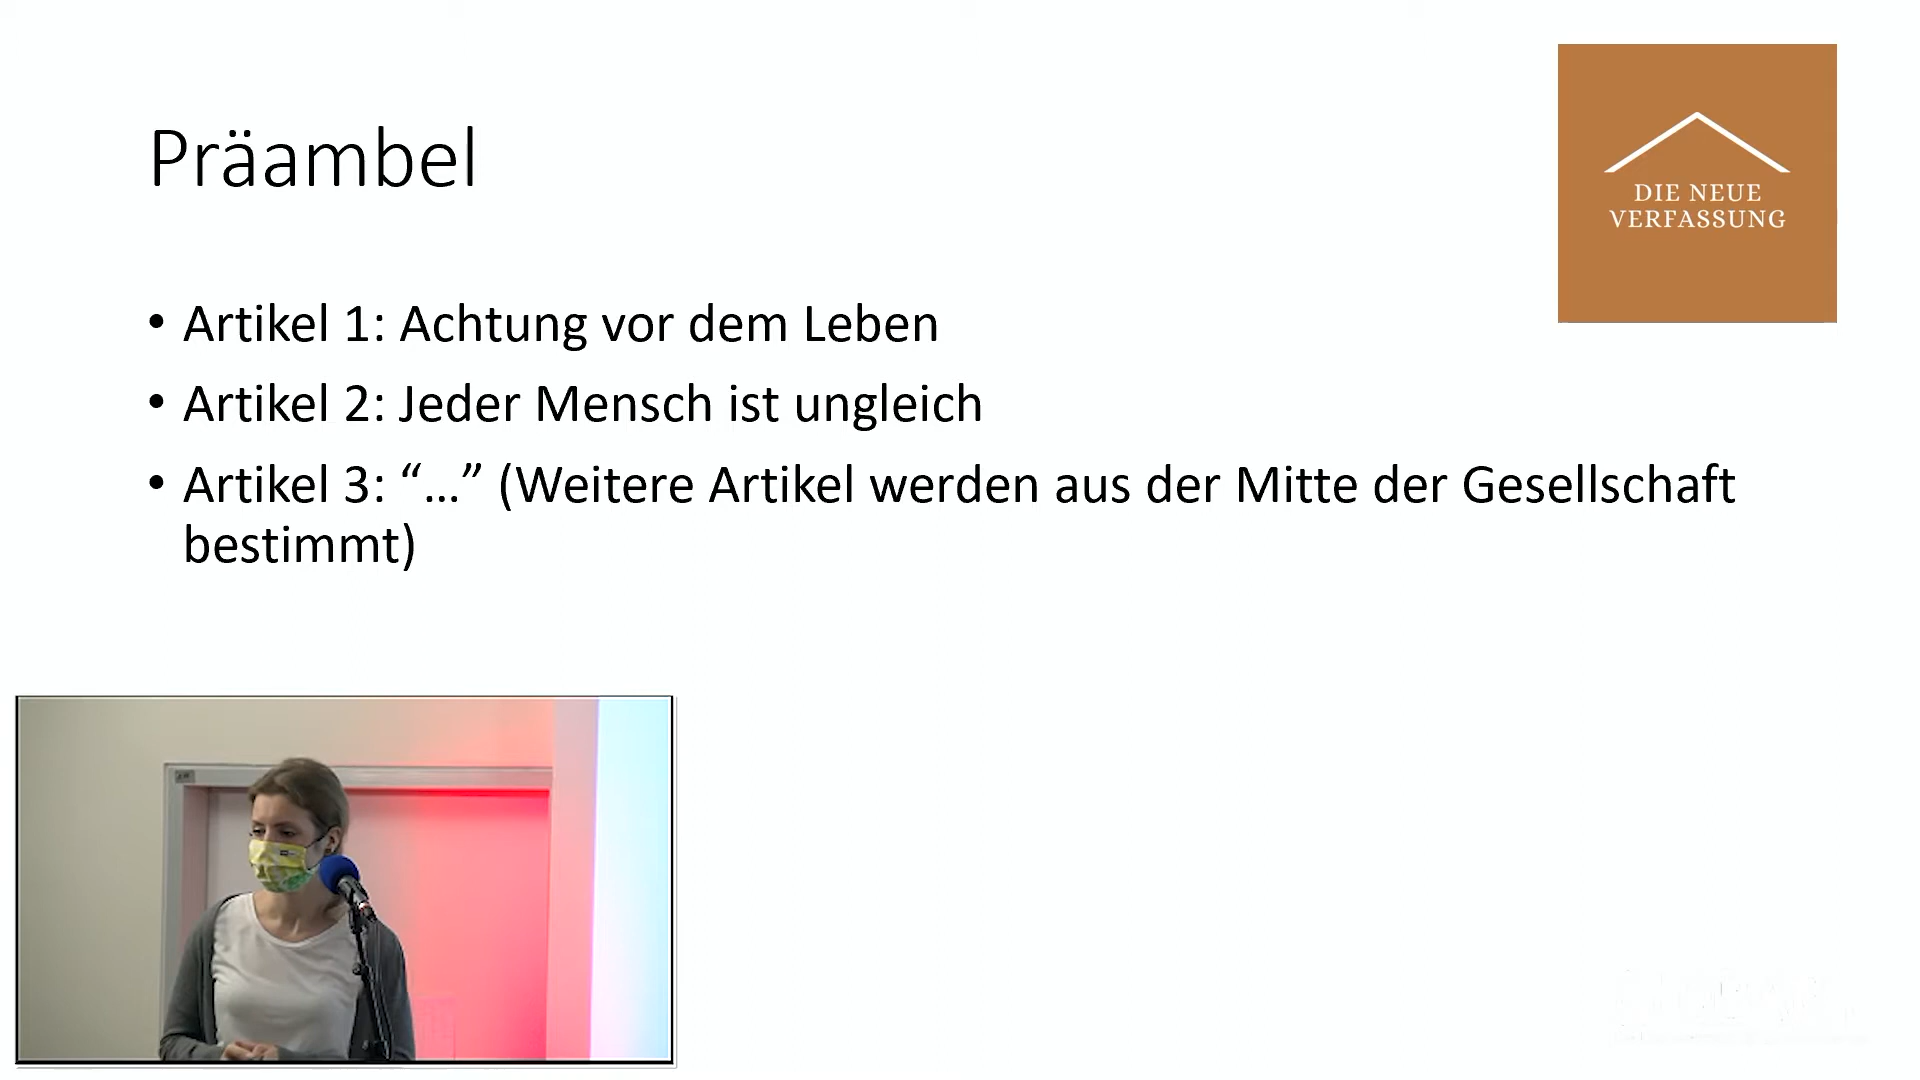 Präambel
DIE NEUE
VERFASSUNG
• Artikel 1: Achtung vor dem Leben
• Artikel 2: Jeder Mensch ist ungleich
• Artikel 3: “…” (Weitere Artikel werden aus der Mitte der Gesellschaft
bestimmt)